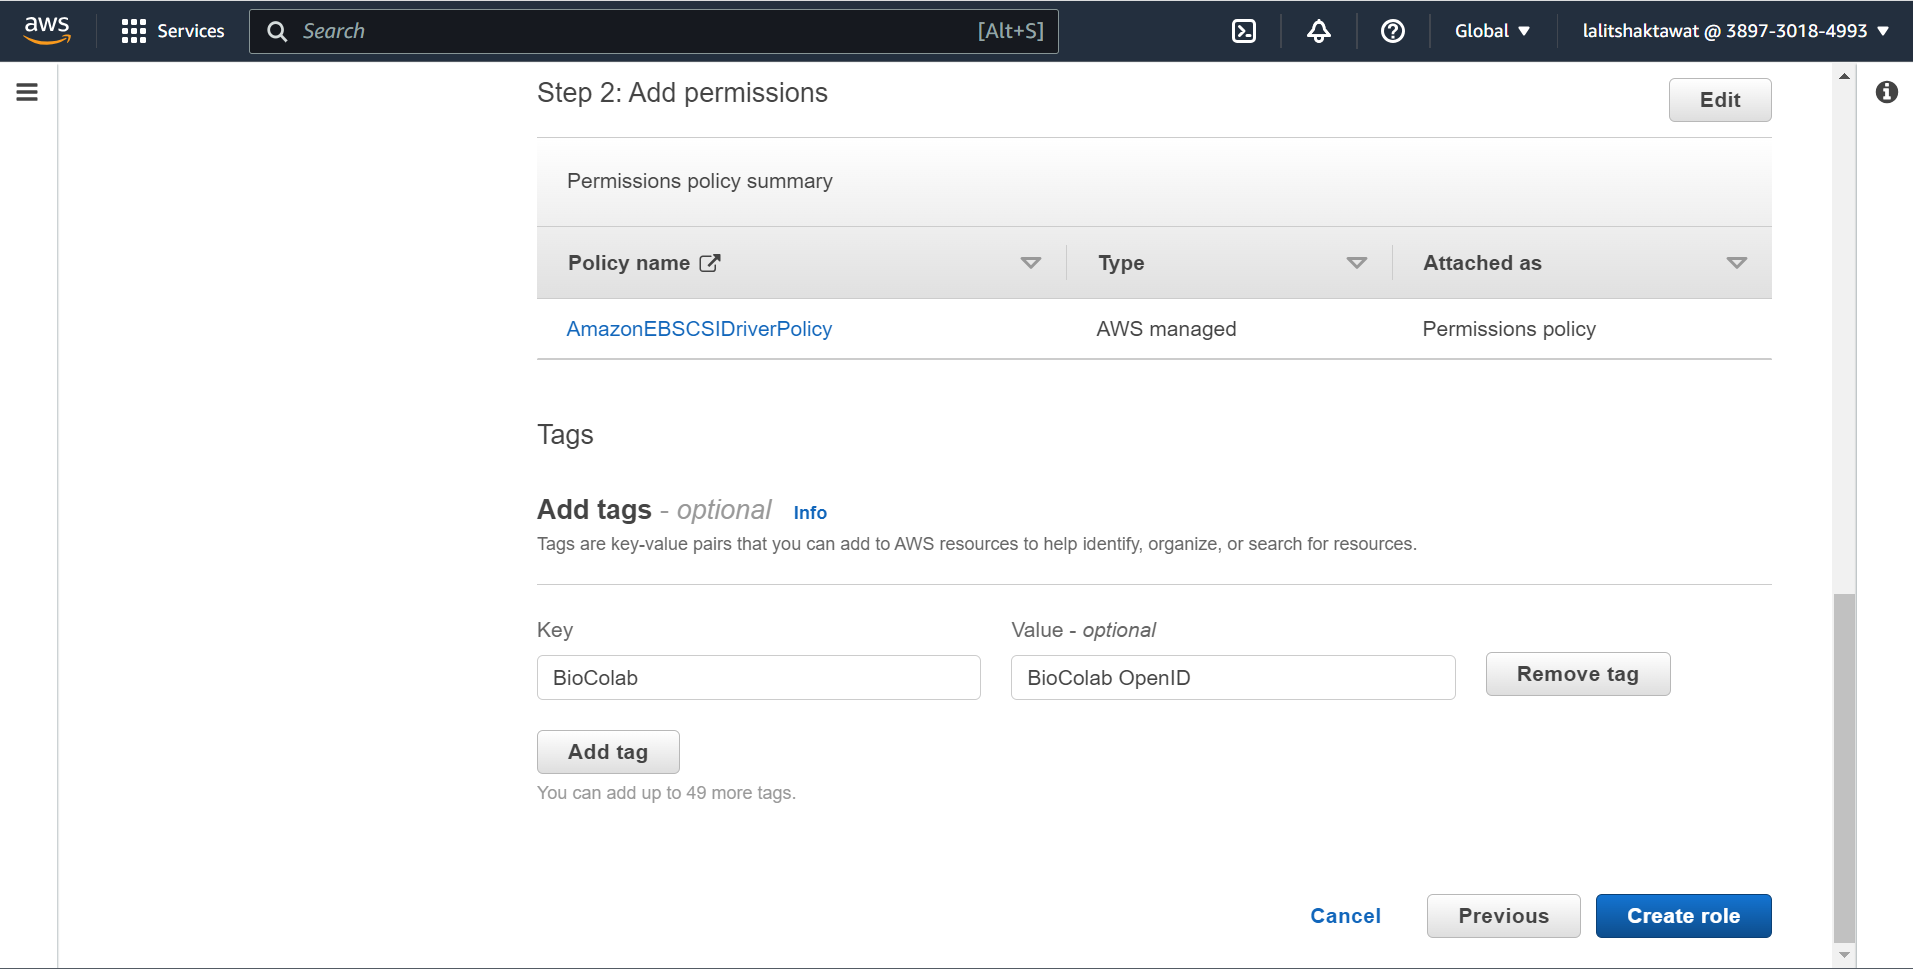 aws Services Search [Alt+S] Global lalitshaktawat @ 3897-3018-4993
Step 2: Add permissions
Edit
Permissions policy summary
Policy name Type Attached as
AmazonEBSCSIDriverPolicy AWS managed Permissions policy
Tags
Add tags - optional Info
Tags are key-value pairs that you can add to AWS resources to help identify, organize, or search for resources.
Key Value - optional
BioColab BioColab OpenID Remove tag
Add tag
You can add up to 49 more tags.
Cancel Previous Create role